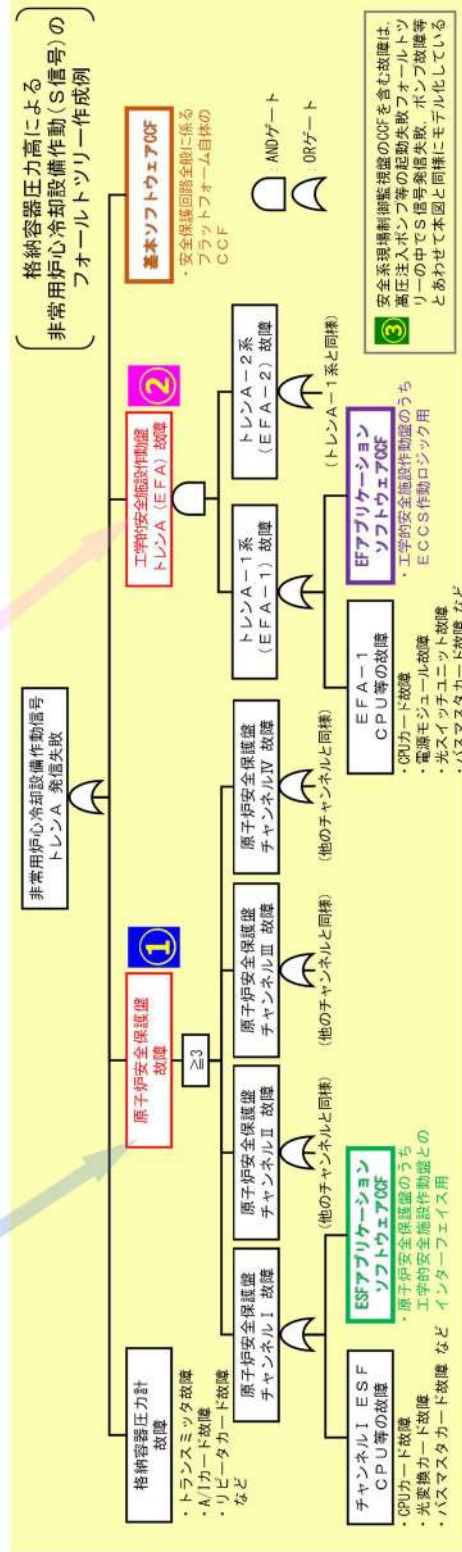 格納容器圧力高による
非常用炉心冷却設備作動（Ｓ信号）の
フォールトツリー作成例
非常用炉心冷却設備作動信号
トレンＡ 発信失敗
格納容器圧力計
故障
・トランスミッタ故障
・A/Iカード故障
・リピータカード故障
など
原子炉安全保護盤
故障
①
≧3
工学的安全施設作動盤
トレンＡ（ＥＦＡ）故障
②
基本ソフトウェアCCF
・安全保護回路全般に係る
プラットフォーム自体の
ＣＣＦ
原子炉安全保護盤
チャンネルⅠ 故障
原子炉安全保護盤
チャンネルⅡ 故障
(他のチャンネルと同様)
原子炉安全保護盤
チャンネルⅢ 故障
(他のチャンネルと同様)
原子炉安全保護盤
チャンネルⅣ 故障
(他のチャンネルと同様)
トレンＡ－１系
（ＥＦＡ－１）故障
トレンＡ－２系
（ＥＦＡ－２）故障
(トレンＡ－１系と同様)
：ANDゲート
：ORゲート
チャンネルⅠ ＥＳＦ
ＣＰＵ等の故障
・CPUカード故障
・光変換カード故障
・バスマスタカード故障 など
ESFアプリケーション
ソフトウェアCCF
・原子炉安全保護盤のうち
工学的安全施設作動盤との
インターフェイス用
ＥＦＡ－１
ＣＰＵ等の故障
・CPUカード故障
・電源モジュール故障
・光スイッチユニット故障
・バスマスタカード故障 など
EFアプリケーション
ソフトウェアCCF
・工学的安全施設作動盤のうち
ＥＣＣＳ作動ロジック用
③
安全系現場制御監視盤のCCFを含む故障は、
高圧注入ポンプ等の起動失敗フォールトツ
リーの中でＳ信号発信失敗、ポンプ故障等
とあわせて本図と同様にモデル化している